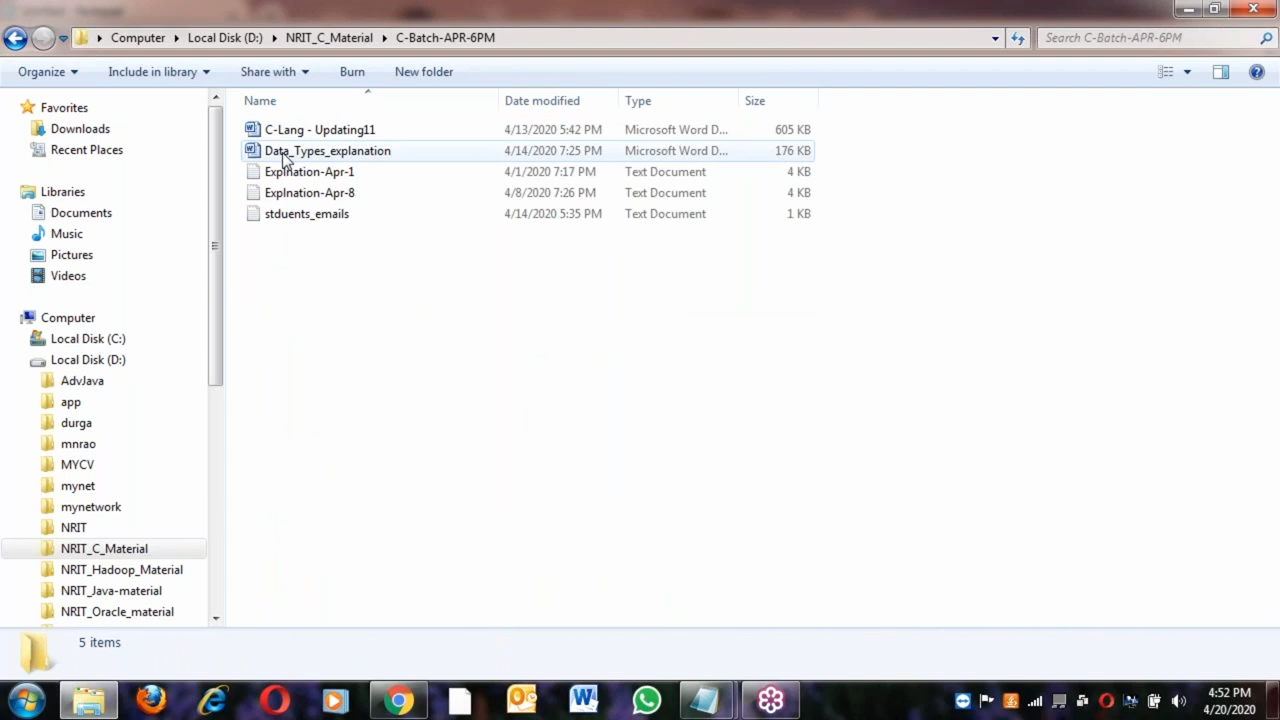 Computer ▸ Local Disk (D:) ▸ NRIT_C_Material ▸ C-Batch-APR-6PM
Search C-Batch-APR-6PM
Organize Include in library Share with Burn New folder
Name Date modified Type Size
C-Lang - Updating11 4/13/2020 5:42 PM Microsoft Word D... 605 KB
Data_Types_explanation 4/14/2020 7:25 PM Microsoft Word D... 176 KB
Explnation-Apr-1 4/1/2020 7:17 PM Text Document 4 KB
Explnation-Apr-8 4/8/2020 7:26 PM Text Document 4 KB
stduents_emails 4/14/2020 5:35 PM Text Document 1 KB
Favorites
Downloads
Recent Places
Libraries
Documents
Music
Pictures
Videos
Computer
Local Disk (C:)
Local Disk (D:)
AdvJava
app
durga
mnrao
MYCV
mynet
mynetwork
NRIT
NRIT_C_Material
NRIT_Hadoop_Material
NRIT_Java-material
NRIT_Oracle_material
5 items
4:52 PM
4/20/2020